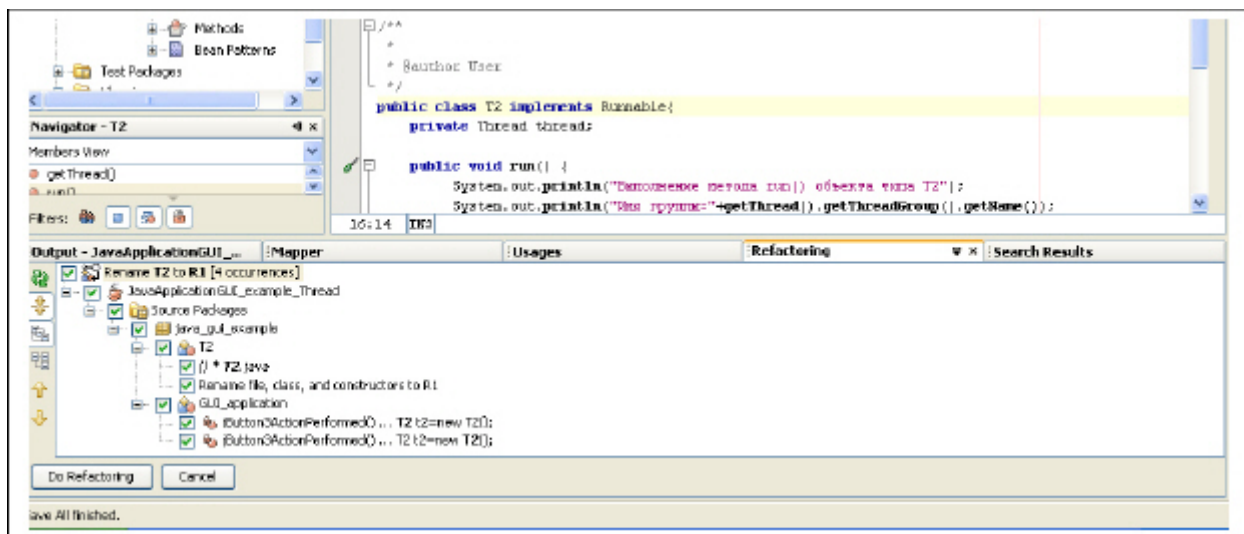 Methods
Bean Patterns
Test Packages
Navigator - T2
Members View
getThread()
run()
Filters:
/**
*
* @author User
*/
public class T2 implements Runnable{
private Thread thread;
public void run() {
System.out.println("Выполнение метода run() объекта типа T2");
System.out.println("Имя группы="+getThread().getThreadGroup().getName());
16:14 INS
Output - JavaApplicationGUI_... Mapper Usages Refactoring Search Results
Rename T2 to R1 [4 occurrences]
JavaApplicationGUI_example_Thread
Source Packages
java_gui_example
T2
() * T2.java
Rename file, class, and constructors to R1
GUI_application
jButton3ActionPerformed() ... T2 t2=new T2();
jButton3ActionPerformed() ... T2 t2=new T2();
Do Refactoring Cancel
ave All finished.